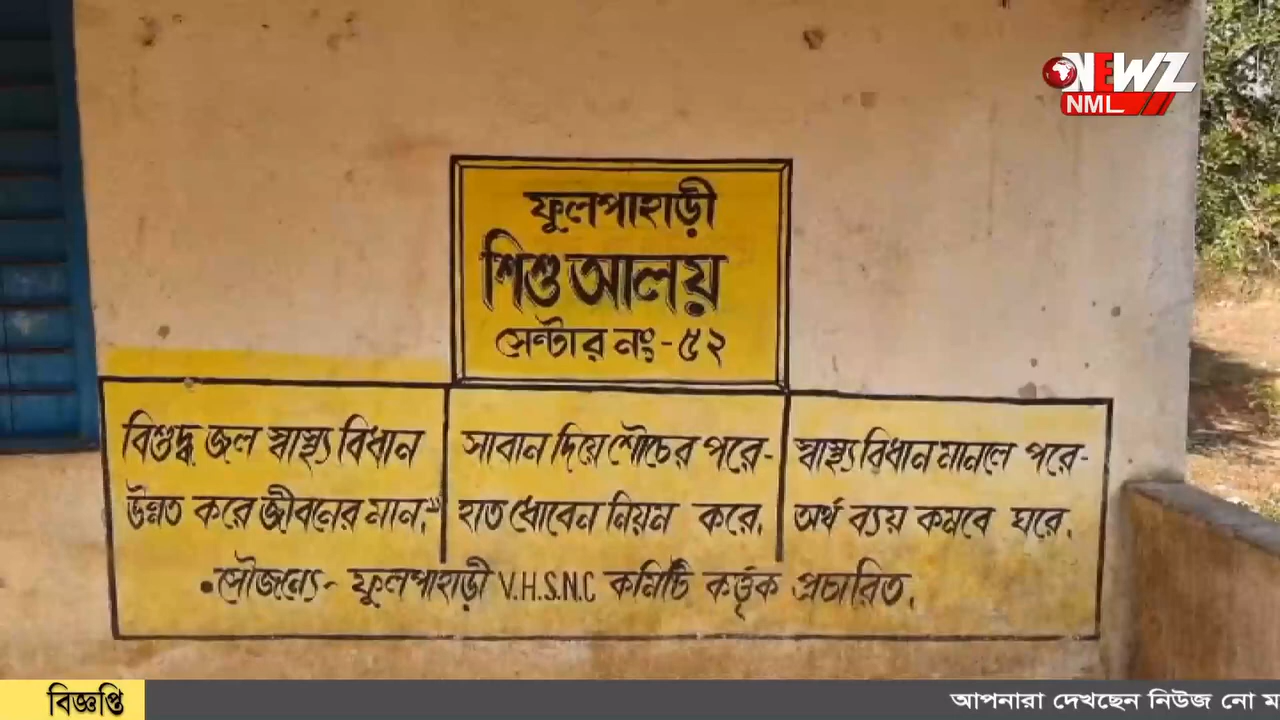 NEWZ
NML
ফুলপাহাড়ী
শিশু আলয়
সেন্টার নং-৫২
বিশুদ্ধ জল স্বাস্থ্য বিধান
উন্নত করে জীবনের মান,
সাবান দিয়ে শৌচের পরে-
হাত ধোবেন নিয়ম করে,
স্বাস্থ্য বিধান মানলে পরে-
অর্থ ব্যয় কমবে ঘরে,
•সৌজন্যে- ফুলপাহাড়ী V.H.S.N.C কমিটি কর্তৃক প্রচারিত,
বিজ্ঞপ্তি
আপনারা দেখছেন নিউজ নো ম